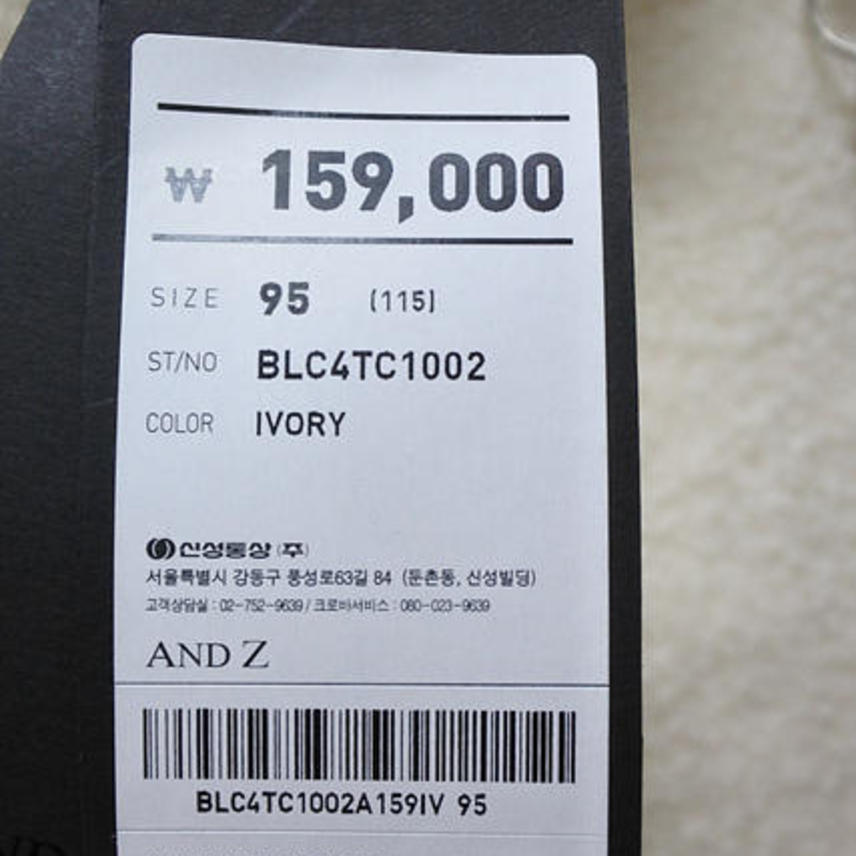 ₩ 159,000
SIZE 95 (115)
ST/NO BLC4TC1002
COLOR IVORY
신성통상 (주)
서울특별시 강동구 풍성로63길 84 (둔촌동, 신성빌딩)
고객상담실 : 02-752-9639 / 크로바서비스 : 080-023-9639
AND Z
BLC4TC1002A159IV 95